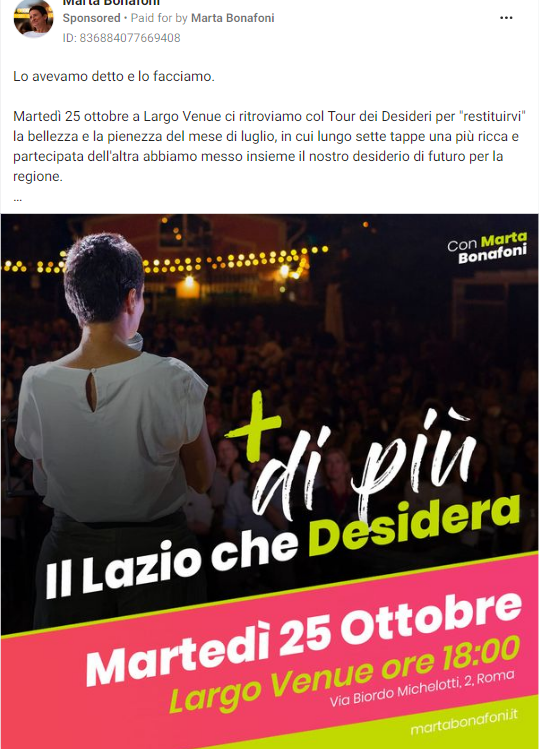 Marta Bonafoni
Sponsored • Paid for by Marta Bonafoni
ID: 836884077669408
Lo avevamo detto e lo facciamo.
Martedì 25 ottobre a Largo Venue ci ritroviamo col Tour dei Desideri per "restituirvi"
la bellezza e la pienezza del mese di luglio, in cui lungo sette tappe una più ricca e
partecipata dell'altra abbiamo messo insieme il nostro desiderio di futuro per la
regione.
...
Con Marta
Bonafoni
+
di più
Il Lazio che Desidera
Martedì 25 Ottobre
Largo Venue ore 18:00
Via Biordo Michelotti, 2, Roma
martabonafoni.it